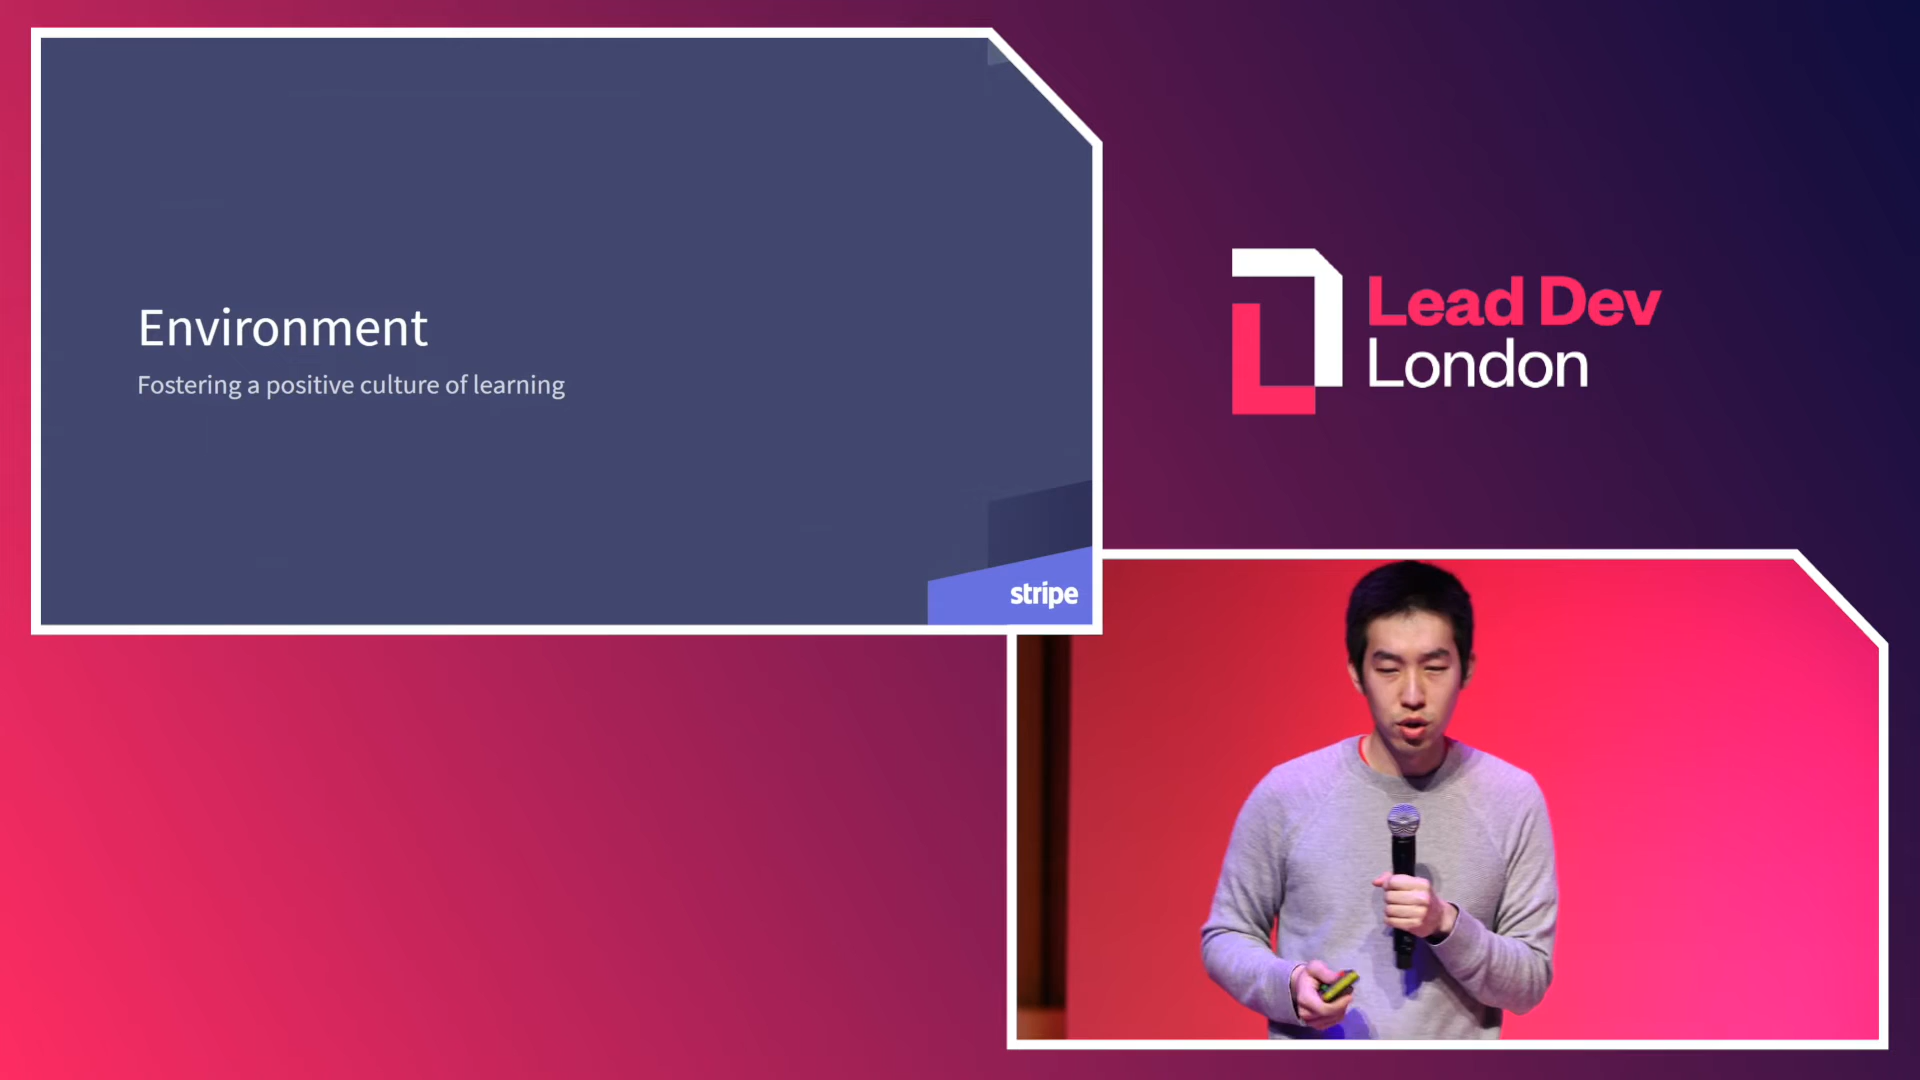 Environment
Fostering a positive culture of learning
stripe
Lead Dev
London